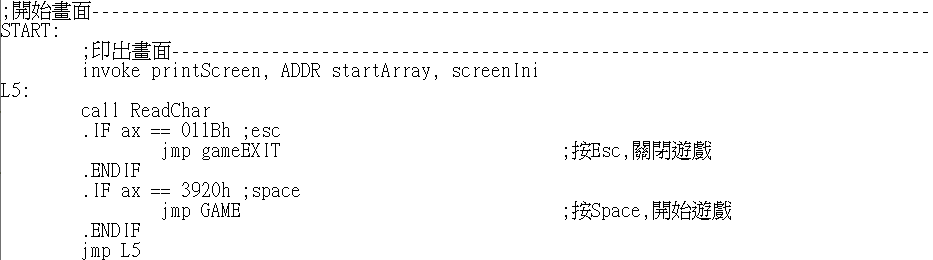 ;開始畫面------------------------------------------------------------------------------------
START:
;印出畫面----------------------------------------------------------------------------
invoke printScreen, ADDR startArray, screenIni
L5:
call ReadChar
.IF ax == 011Bh ;esc
jmp gameEXIT ;按Esc,關閉遊戲
.ENDIF
.IF ax == 3920h ;space
jmp GAME ;按Space,開始遊戲
.ENDIF
jmp L5